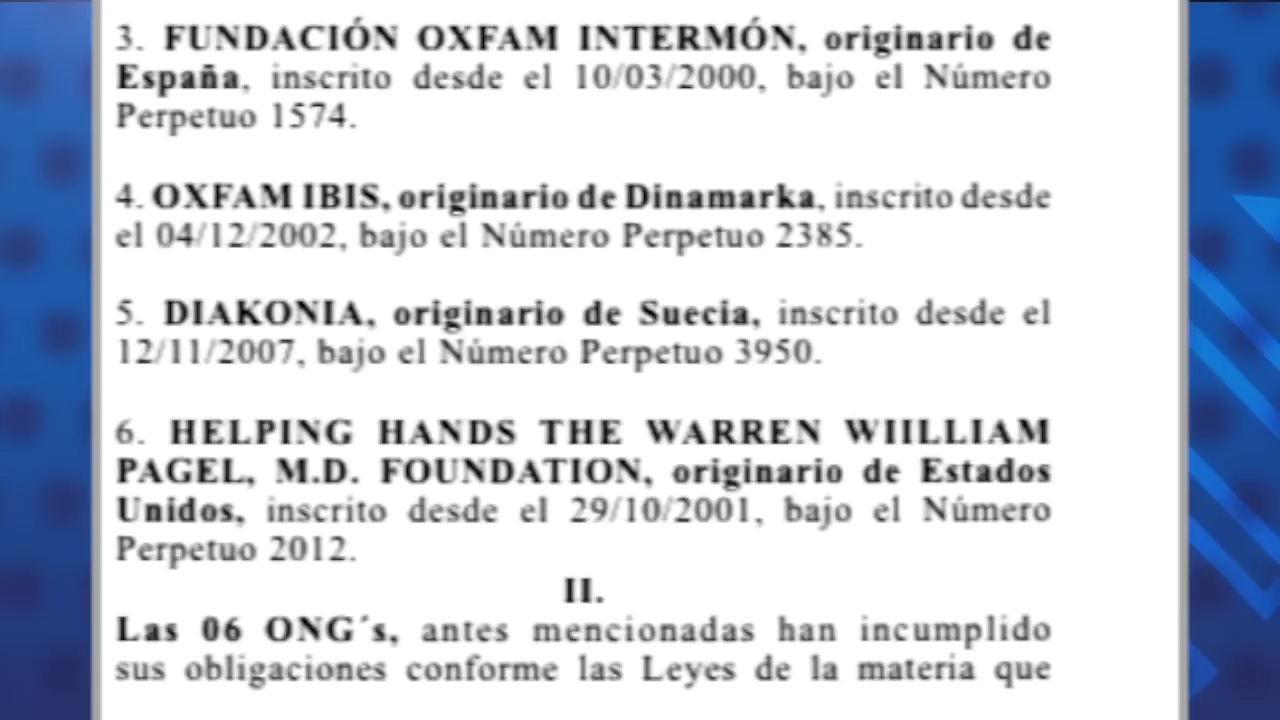 3. FUNDACIÓN OXFAM INTERMÓN, originario de
España, inscrito desde el 10/03/2000, bajo el Número
Perpetuo 1574.
4. OXFAM IBIS, originario de Dinamarka, inscrito desde
el 04/12/2002, bajo el Número Perpetuo 2385.
5. DIAKONIA, originario de Suecia, inscrito desde el
12/11/2007, bajo el Número Perpetuo 3950.
6. HELPING HANDS THE WARREN WIILLIAM
PAGEL, M.D. FOUNDATION, originario de Estados
Unidos, inscrito desde el 29/10/2001, bajo el Número
Perpetuo 2012.
II.
Las 06 ONG´s, antes mencionadas han incumplido
sus obligaciones conforme las Leyes de la materia que